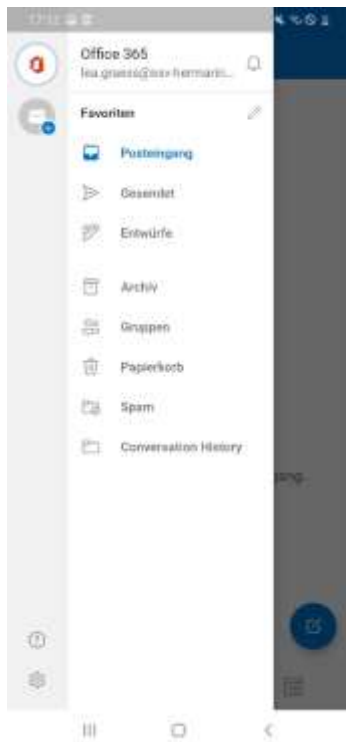 Office 365
Favoriten
Posteingang
Gesendet
Entwürfe
Archiv
Gruppen
Papierkorb
Spam
Conversation History